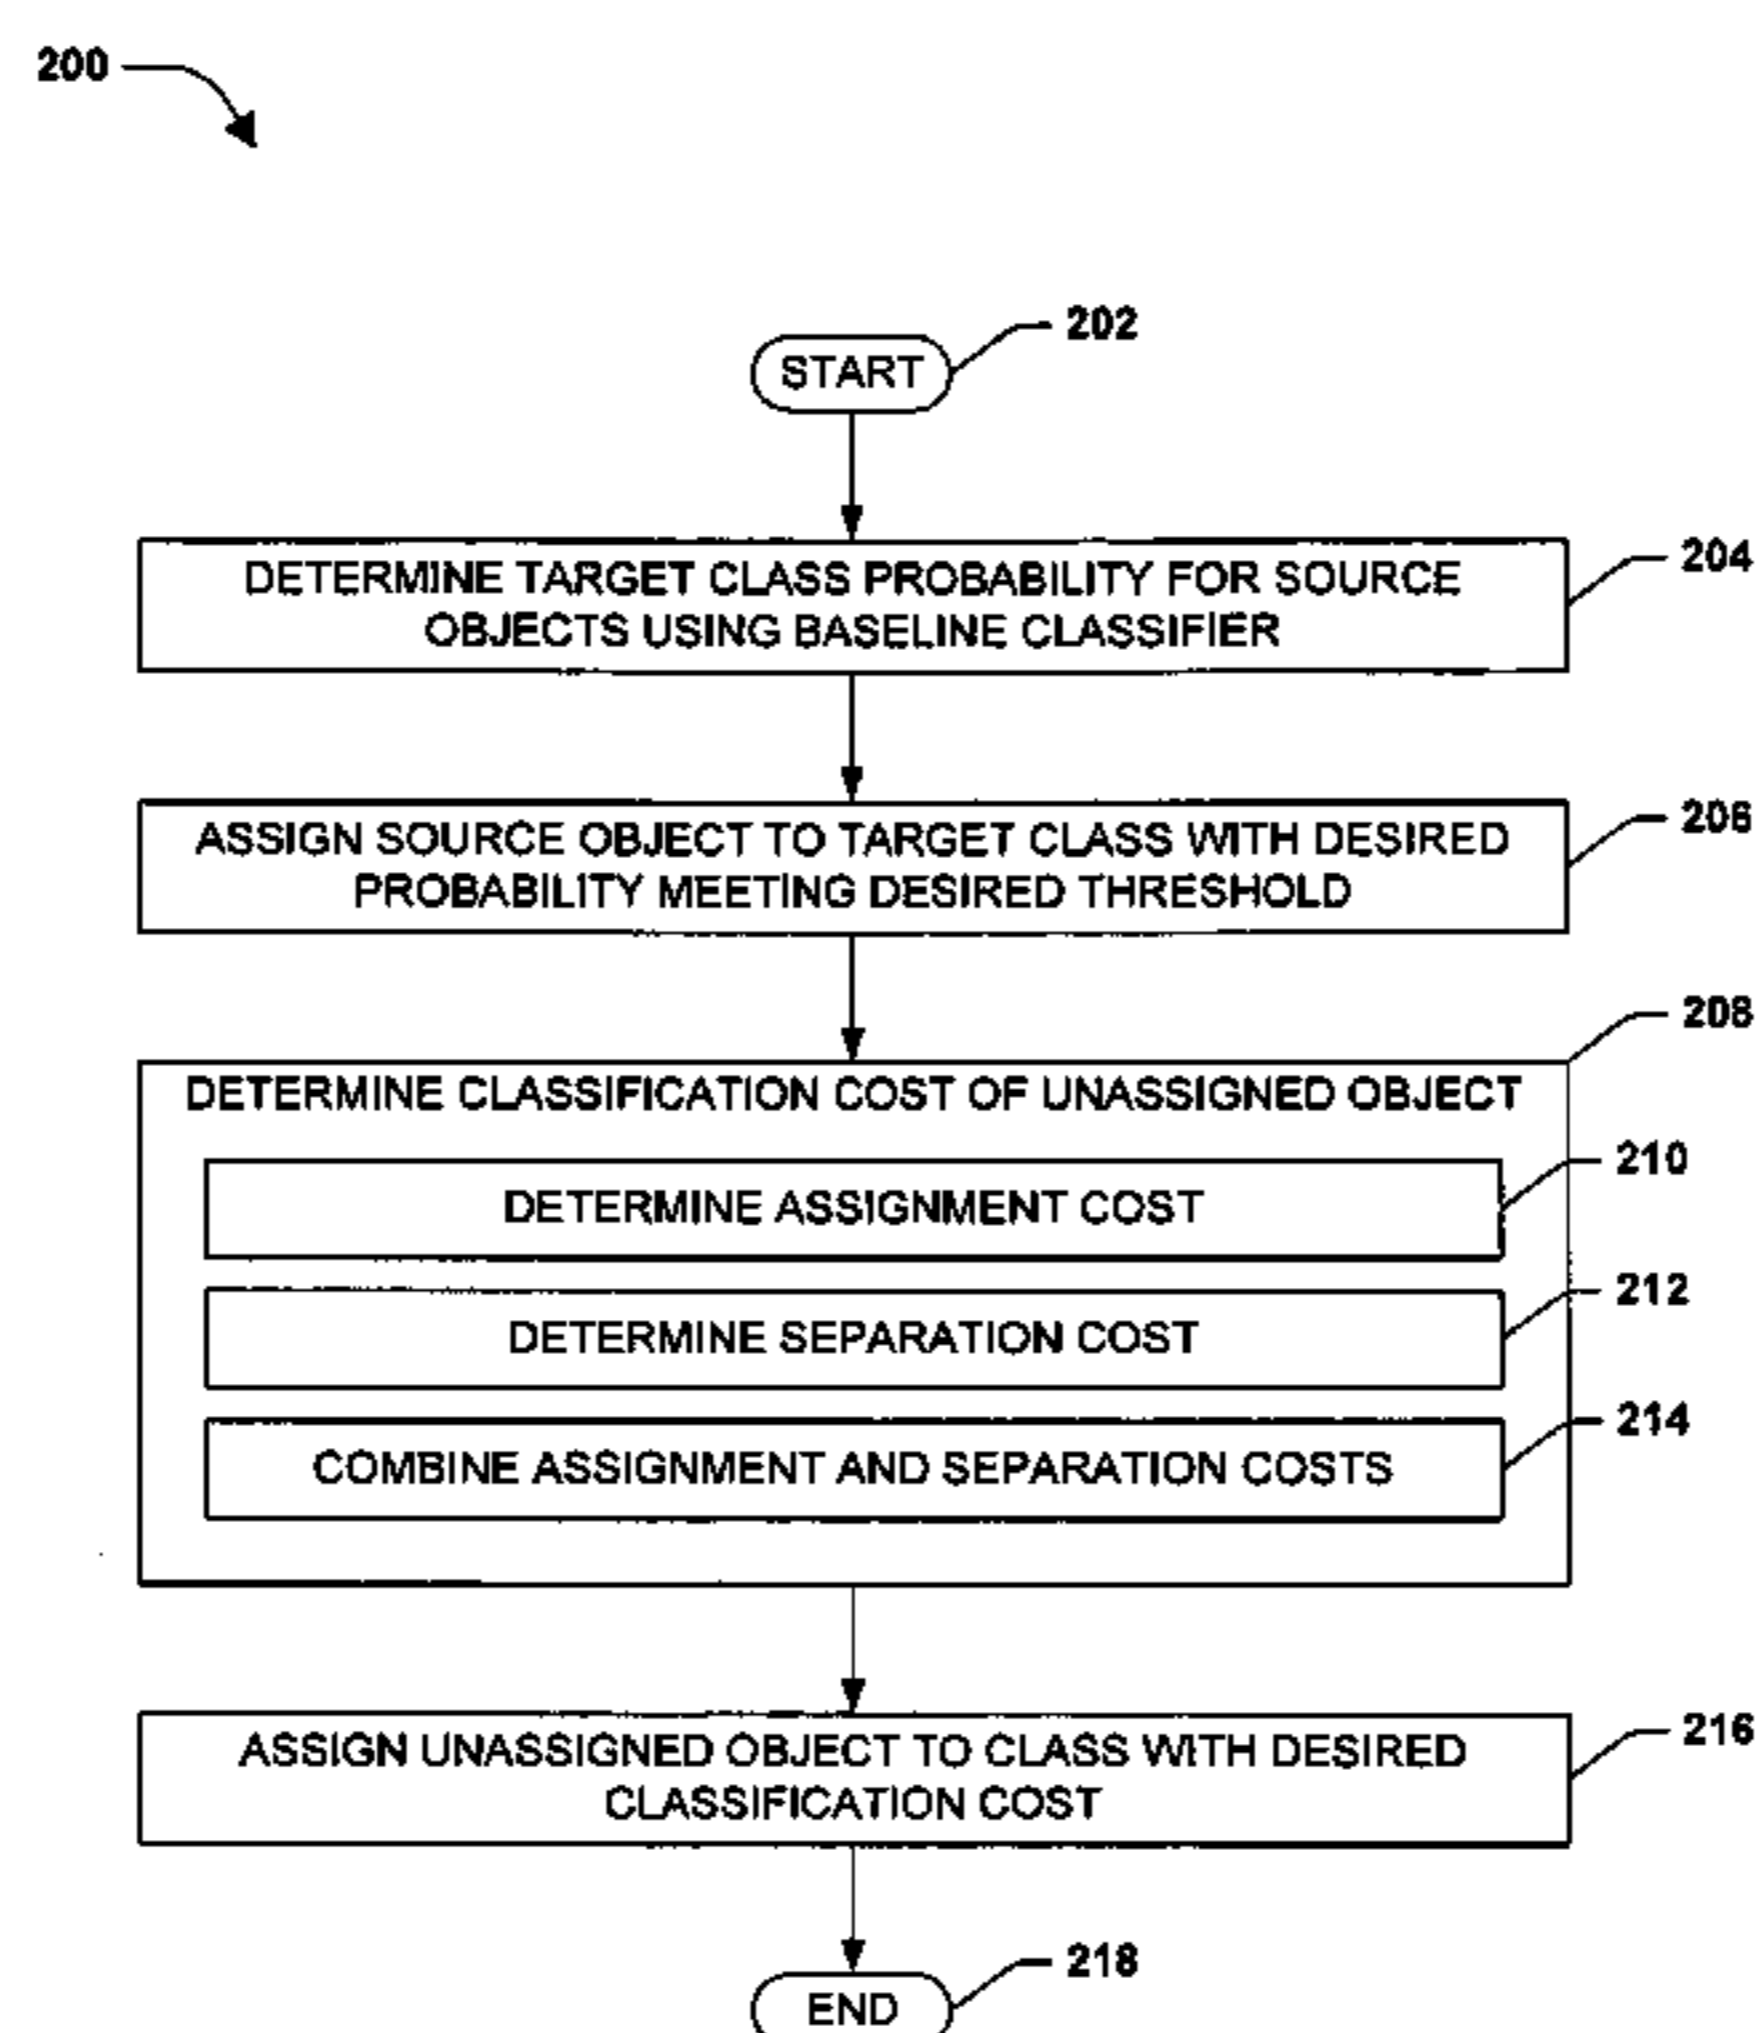 200
202
START
204
DETERMINE TARGET CLASS PROBABILITY FOR SOURCE
OBJECTS USING BASELINE CLASSIFIER
206
ASSIGN SOURCE OBJECT TO TARGET CLASS WITH DESIRED
PROBABILITY MEETING DESIRED THRESHOLD
208
DETERMINE CLASSIFICATION COST OF UNASSIGNED OBJECT
210
DETERMINE ASSIGNMENT COST
212
DETERMINE SEPARATION COST
214
COMBINE ASSIGNMENT AND SEPARATION COSTS
216
ASSIGN UNASSIGNED OBJECT TO CLASS WITH DESIRED
CLASSIFICATION COST
218
END